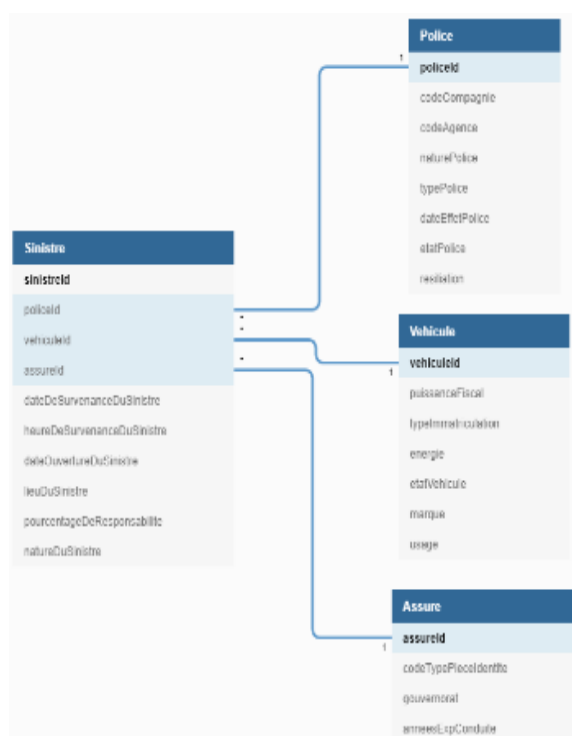 Police
policeId
codeCompagnie
codeAgence
naturePolice
typePolice
dateEffetPolice
etatPolice
resiliation
Sinistre
sinistreId
policeId
vehiculeId
assureId
dateDeSurvenanceDuSinistre
heureDeSurvenanceDuSinistre
dateOuvertureDuSinistre
lieuDuSinistre
pourcentageDeResponsabilite
natureDuSinistre
Vehicule
vehiculeId
puissanceFiscal
typeImmatriculation
energie
etatVehicule
marque
usage
Assure
assureId
codeTypePieceIdentite
gouvernorat
anneesExpConduite
1
*
*
*
1
1